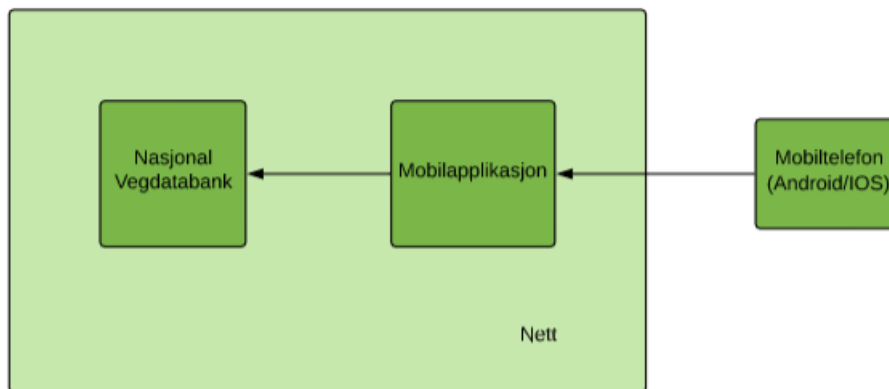 Nasjonal
Vegdatabank
Mobilapplikasjon
Mobiltelefon
(Android/IOS)
Nett